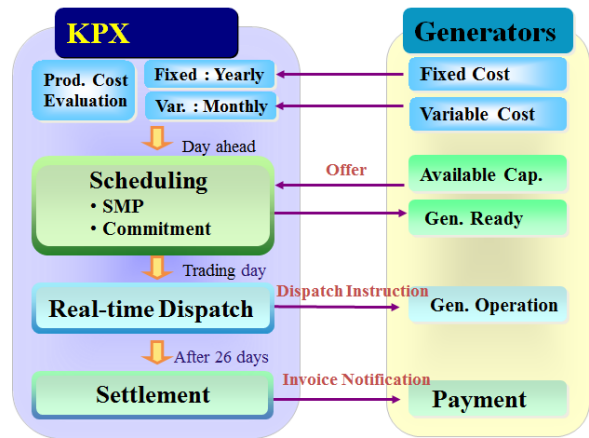 KPX
Generators
Prod. Cost
Evaluation
Fixed : Yearly
Var. : Monthly
Fixed Cost
Variable Cost
Day ahead
Scheduling
• SMP
• Commitment
Offer
Available Cap.
Gen. Ready
Trading day
Real-time Dispatch
Dispatch Instruction
Gen. Operation
After 26 days
Settlement
Invoice Notification
Payment